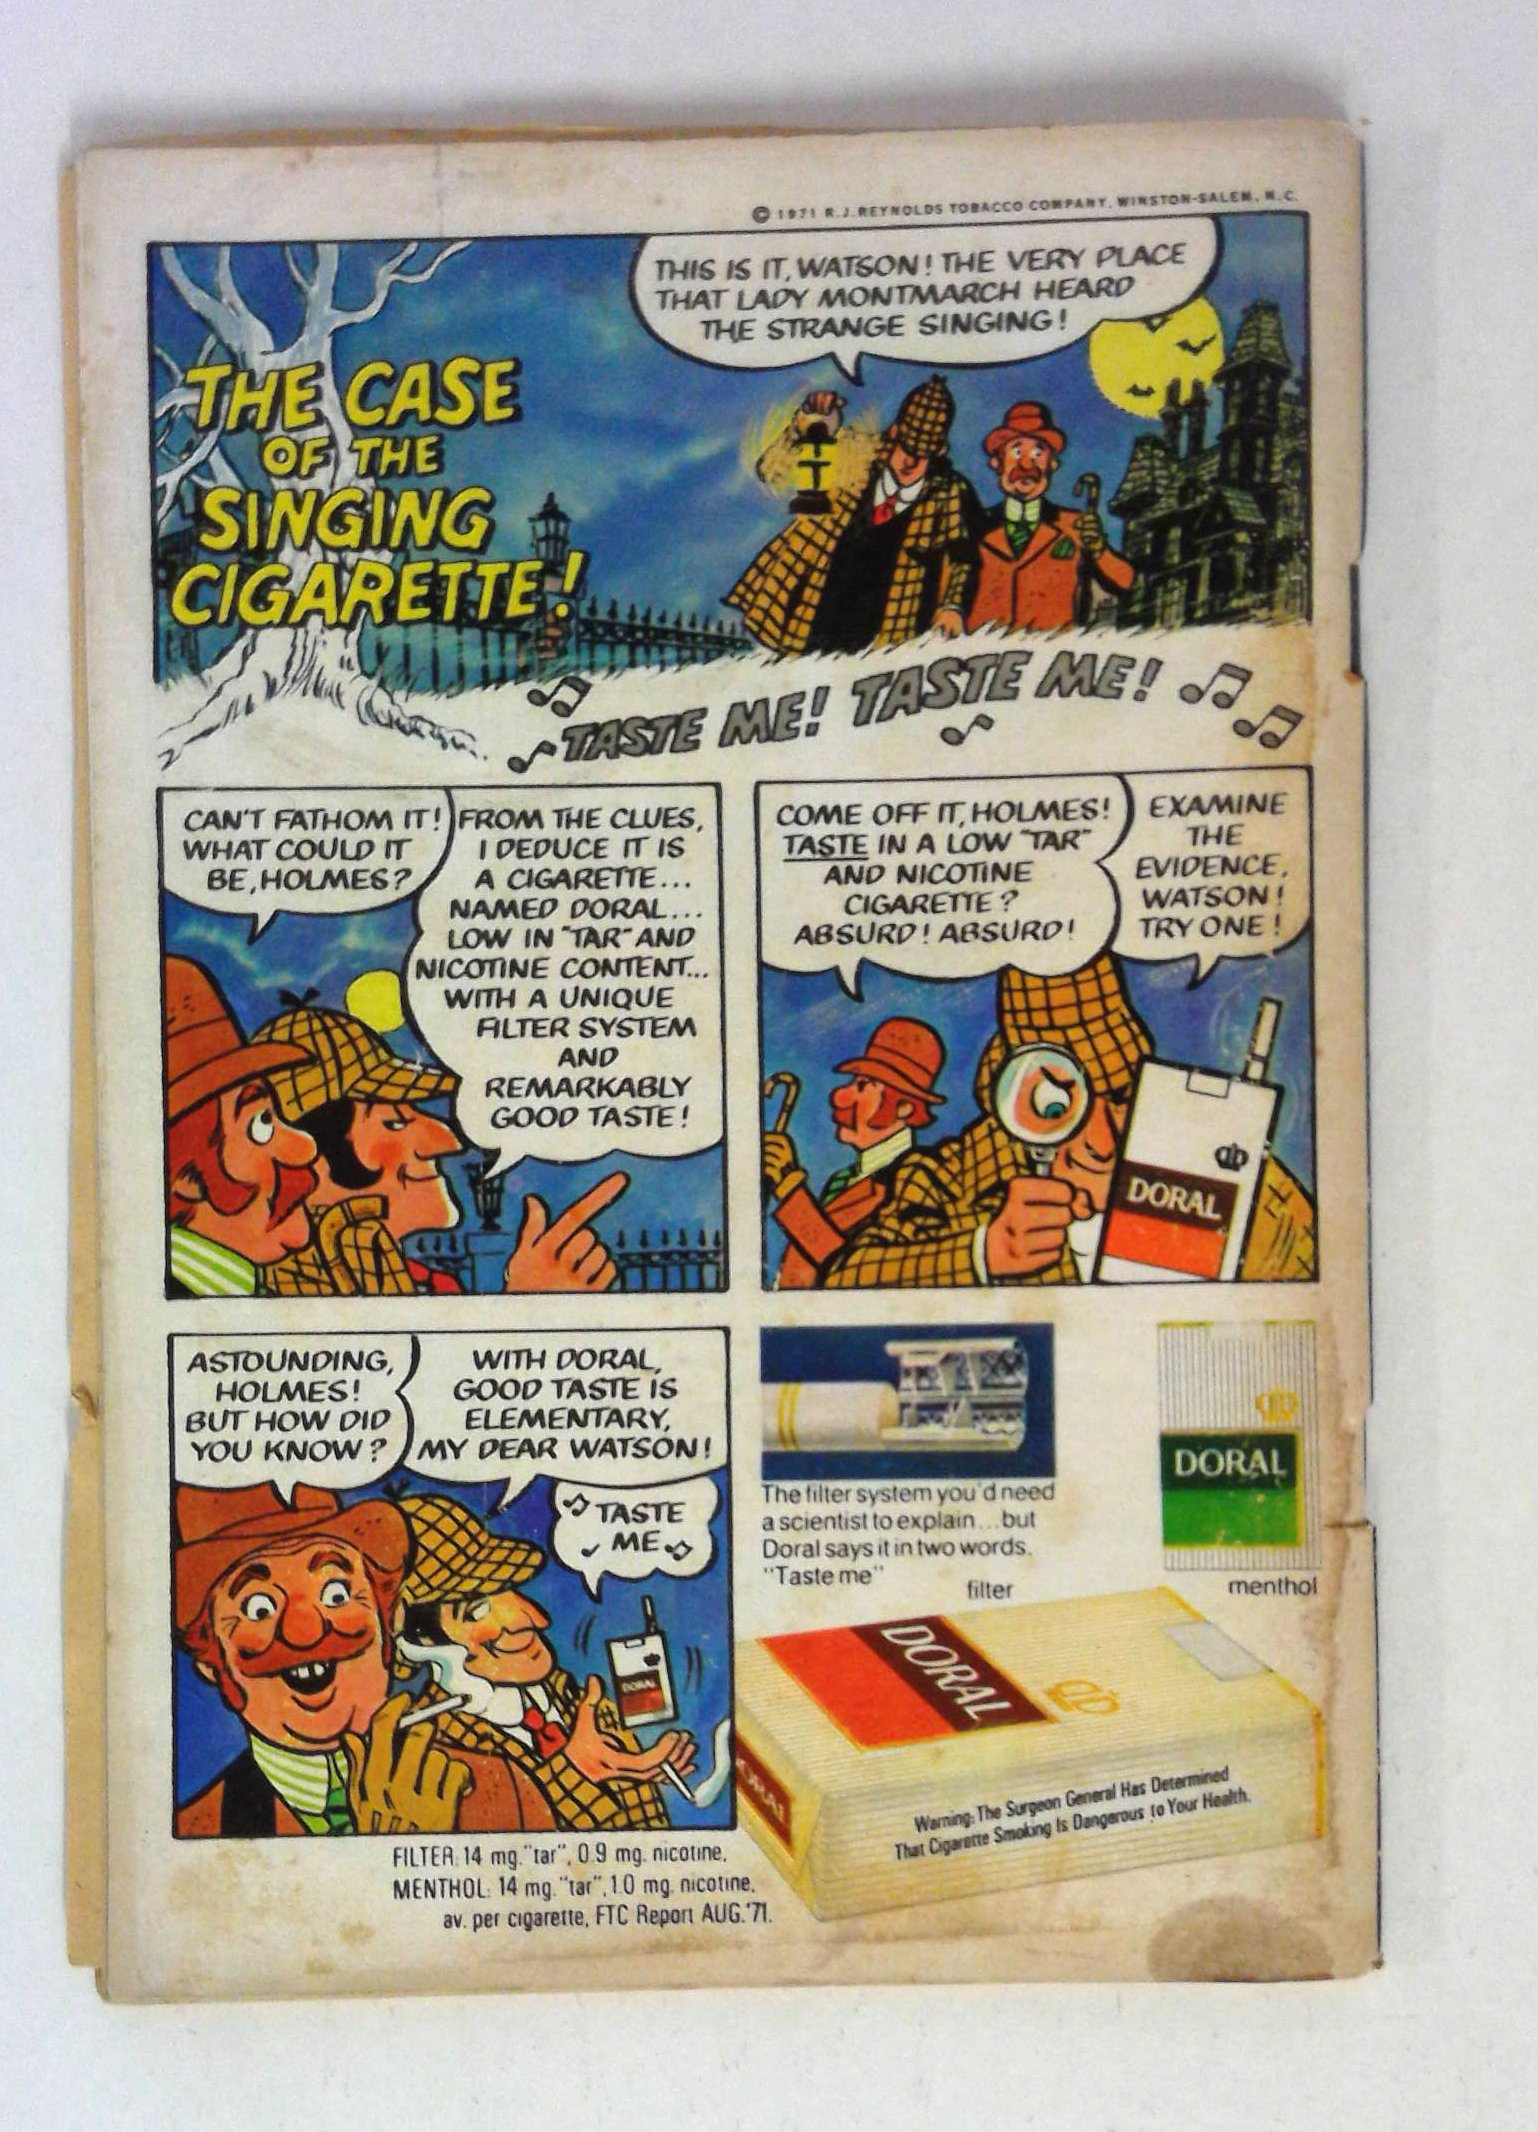 © 1971 R.J. REYNOLDS TOBACCO COMPANY, WINSTON-SALEM, N.C.
THIS IS IT, WATSON! THE VERY PLACE
THAT LADY MONTMARCH HEARD
THE STRANGE SINGING!
THE CASE
OF THE
SINGING
CIGARETTE!
TASTE ME! TASTE ME!
CAN'T FATHOM IT!
WHAT COULD IT
BE, HOLMES?
FROM THE CLUES,
I DEDUCE IT IS
A CIGARETTE...
NAMED DORAL...
LOW IN "TAR" AND
NICOTINE CONTENT...
WITH A UNIQUE
FILTER SYSTEM
AND
REMARKABLY
GOOD TASTE!
COME OFF IT, HOLMES!
TASTE IN A LOW "TAR"
AND NICOTINE
CIGARETTE?
ABSURD! ABSURD!
EXAMINE
THE
EVIDENCE,
WATSON!
TRY ONE!
DORAL
ASTOUNDING,
HOLMES!
BUT HOW DID
YOU KNOW?
WITH DORAL,
GOOD TASTE IS
ELEMENTARY,
MY DEAR WATSON!
TASTE
ME
DORAL
The filter system you'd need
a scientist to explain...but
Doral says it in two words.
"Taste me"
DORAL
filter
menthol
DORAL
DORAL
Warning: The Surgeon General Has Determined
That Cigarette Smoking Is Dangerous to Your Health.
FILTER: 14 mg. "tar", 0.9 mg. nicotine,
MENTHOL: 14 mg. "tar", 1.0 mg. nicotine,
av. per cigarette, FTC Report AUG. '71.